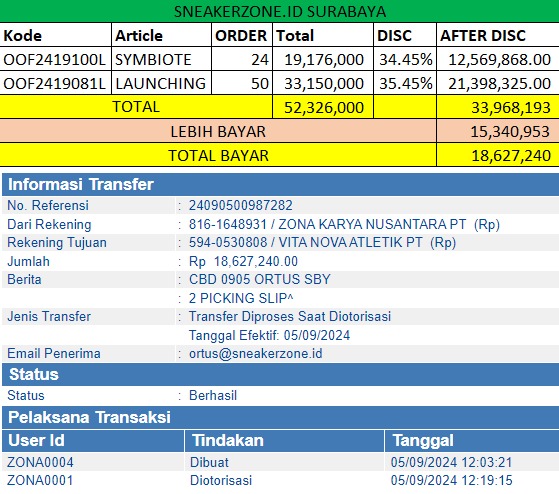 SNEAKERZONE.ID SURABAYA
Kode Article ORDER Total DISC AFTER DISC
OOF2419100L SYMBIOTE 24 19,176,000 34.45% 12,569,868.00
OOF2419081L LAUNCHING 50 33,150,000 35.45% 21,398,325.00
TOTAL 52,326,000 33,968,193
LEBIH BAYAR 15,340,953
TOTAL BAYAR 18,627,240
Informasi Transfer
No. Referensi : 24090500987282
Dari Rekening : 816-1648931 / ZONA KARYA NUSANTARA PT (Rp)
Rekening Tujuan : 594-0530808 / VITA NOVA ATLETIK PT (Rp)
Jumlah : Rp 18,627,240.00
Berita : CBD 0905 ORTUS SBY
: 2 PICKING SLIP^
Jenis Transfer : Transfer Diproses Saat Diotorisasi
Tanggal Efektif: 05/09/2024
Email Penerima : ortus@sneakerzone.id
Status
Status : Berhasil
Pelaksana Transaksi
User Id Tindakan Tanggal
ZONA0004 Dibuat 05/09/2024 12:03:21
ZONA0001 Diotorisasi 05/09/2024 12:19:15